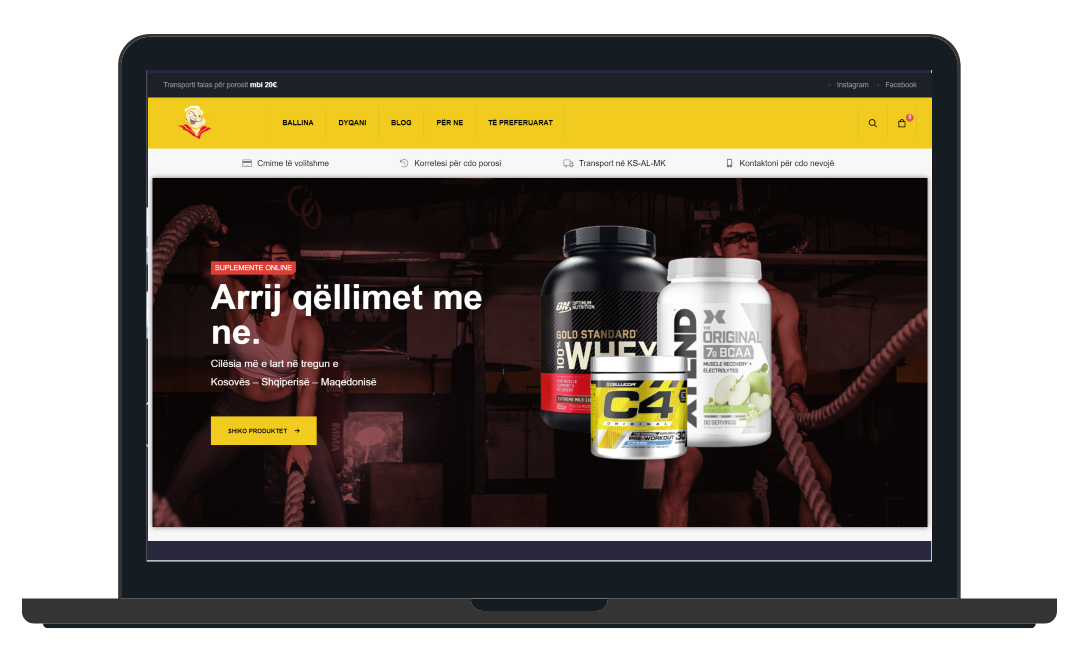 Transporti falas për porosit mbi 20€
Instagram
Facebook
BALLINA
DYQANI
BLOG
PËR NE
TË PREFERUARAT
Cmime të volitshme
Korretesi për cdo porosi
Transport në KS-AL-MK
Kontaktoni për cdo nevojë
SUPLEMENTE ONLINE
Arrij qëllimet me
ne.
Cilësia më e lart në tregun e
Kosovës – Shqiperisë – Maqedonisë
SHIKO PRODUKTET
ON OPTIMUM
NUTRITION
GOLD STANDARD
100% WHEY
CELLUCOR
C4
ORIGINAL
PRE-WORKOUT
30
XTEND
THE
ORIGINAL
7g BCAA
MUSCLE RECOVERY +
ELECTROLYTES
90 SERVINGS